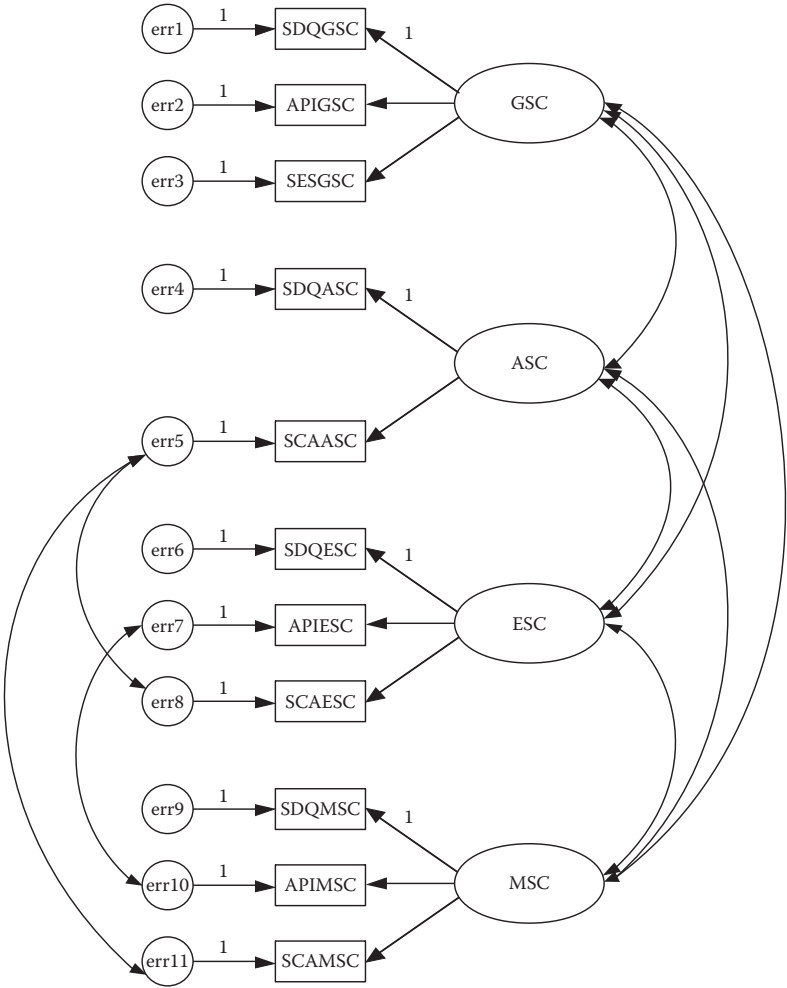 err1 1 SDQGSC 1
err2 1 APIGSC GSC
err3 1 SESGSC
err4 1 SDQASC 1
ASC
err5 1 SCAASC
err6 1 SDQESC 1
err7 1 APIESC ESC
err8 1 SCAESC
err9 1 SDQMSC 1
err10 1 APIMSC MSC
err11 1 SCAMSC